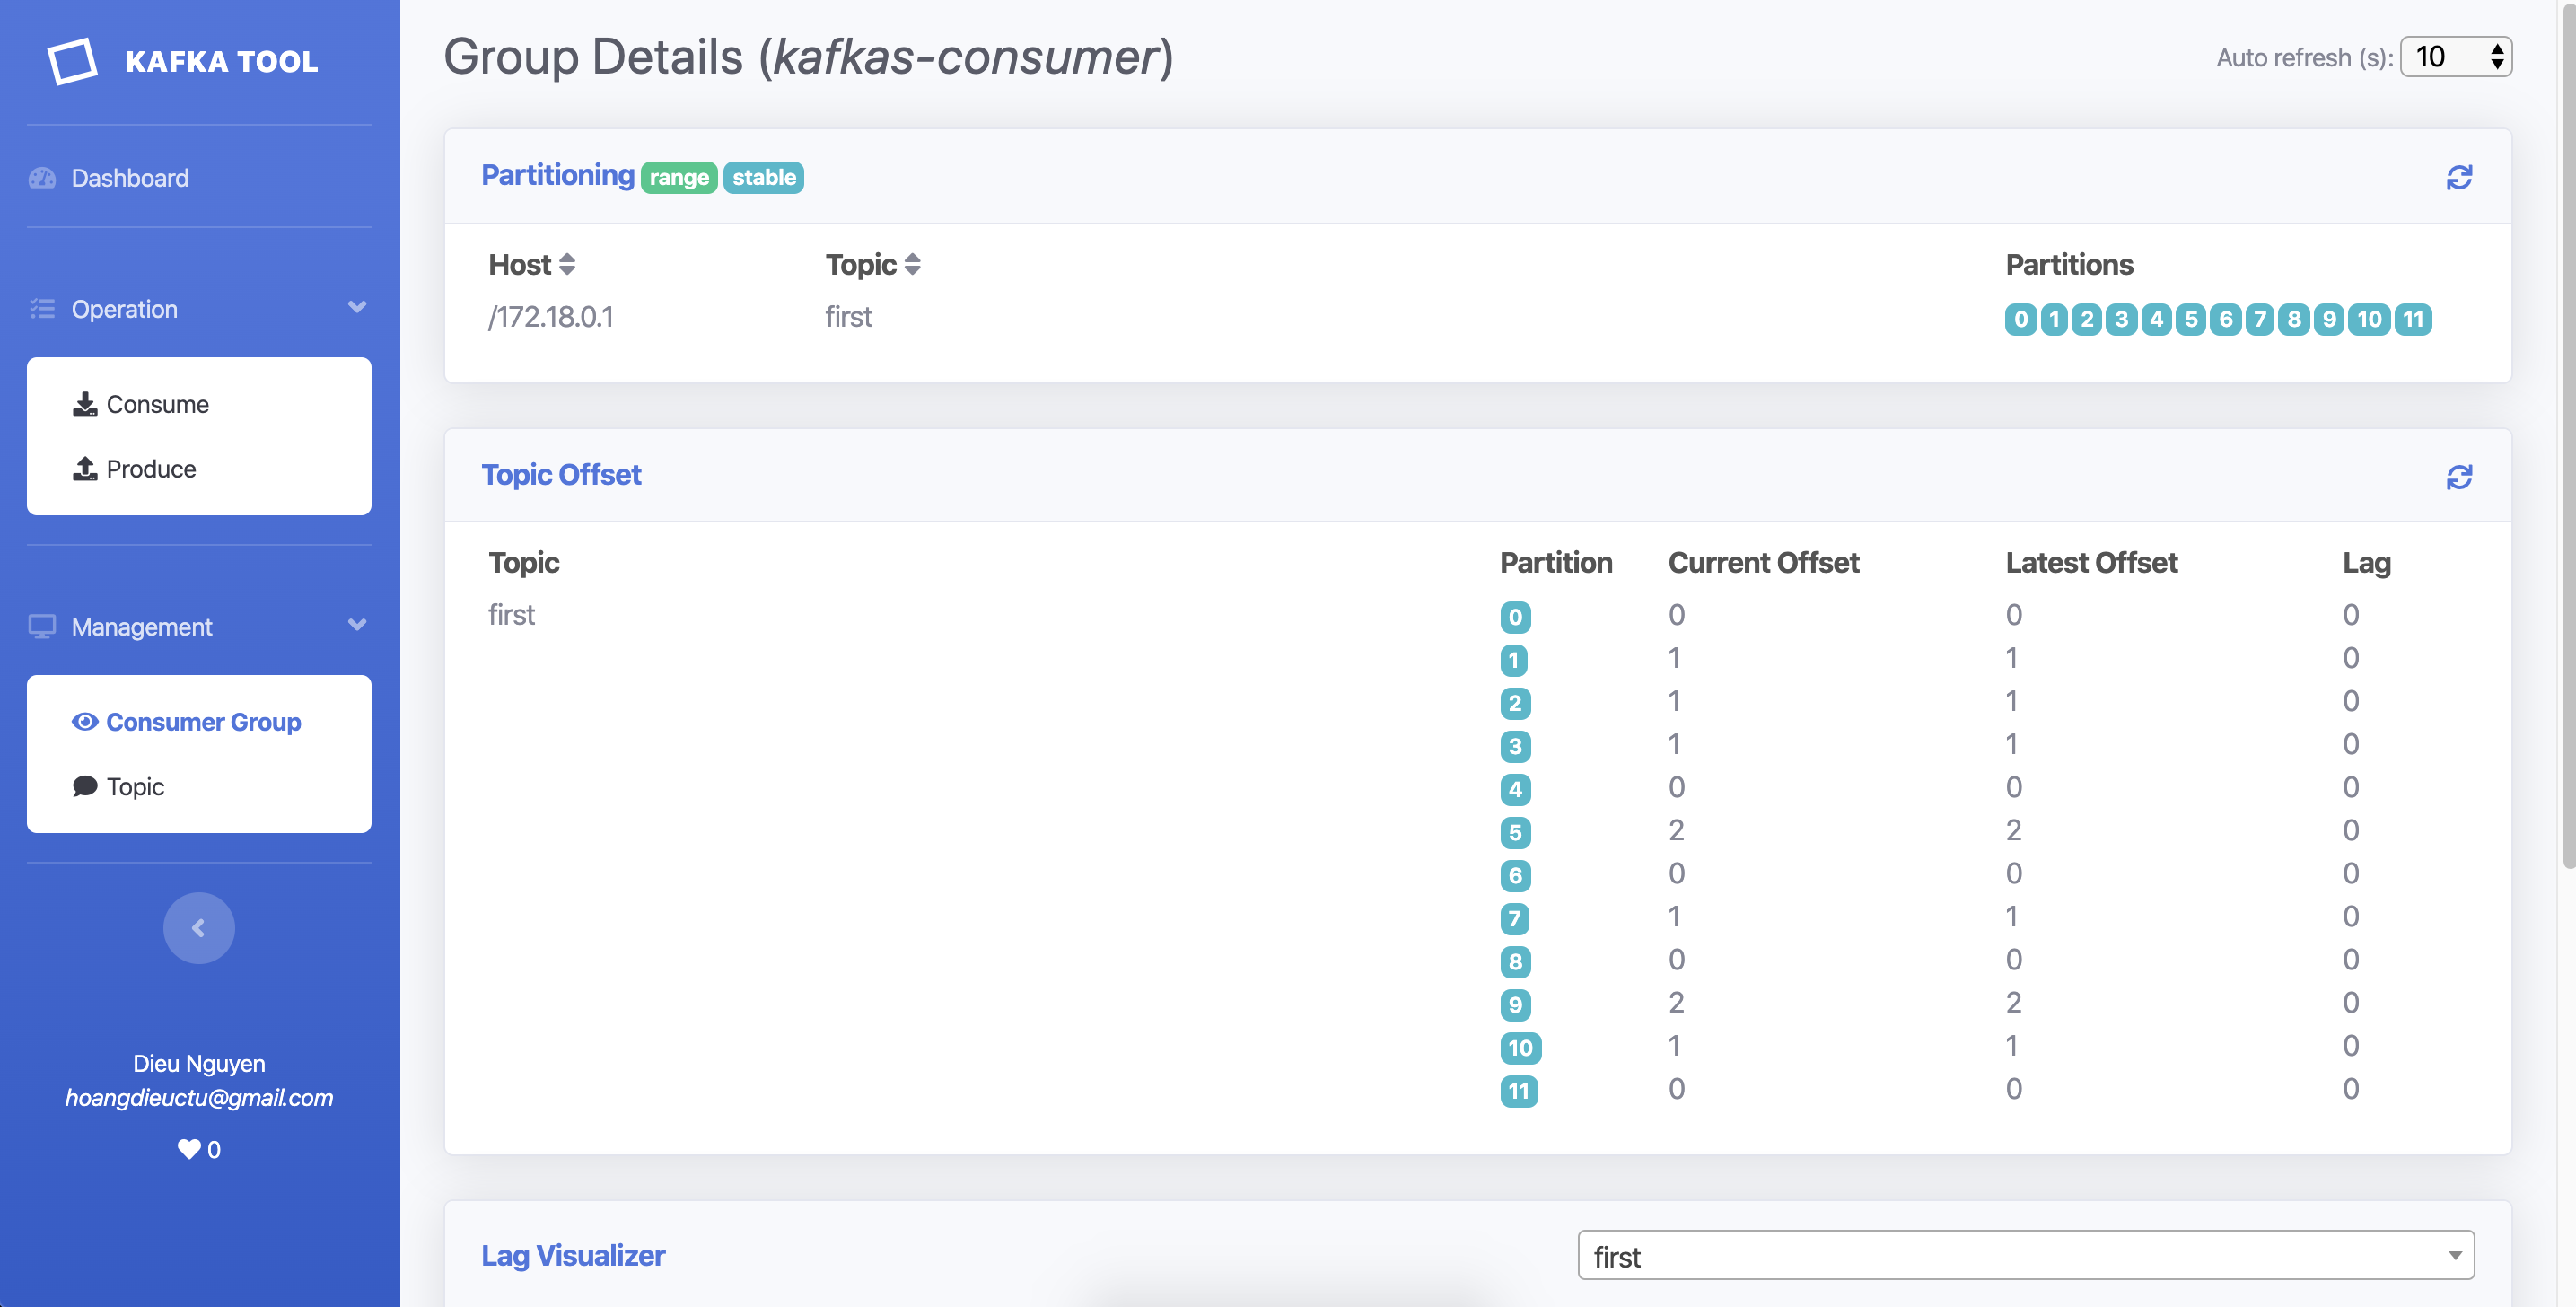 KAFKA TOOL
Dashboard
Operation
Consume
Produce
Management
Consumer Group
Topic
Dieu Nguyen
hoangdieuctu@gmail.com
0
Group Details (kafkas-consumer)
Auto refresh (s): 10
Partitioning range stable
Host Topic Partitions
/172.18.0.1 first 0 1 2 3 4 5 6 7 8 9 10 11
Topic Offset
Topic Partition Current Offset Latest Offset Lag
first 0 0 0 0
1 1 1 0
2 1 1 0
3 1 1 0
4 0 0 0
5 2 2 0
6 0 0 0
7 1 1 0
8 0 0 0
9 2 2 0
10 1 1 0
11 0 0 0
Lag Visualizer first